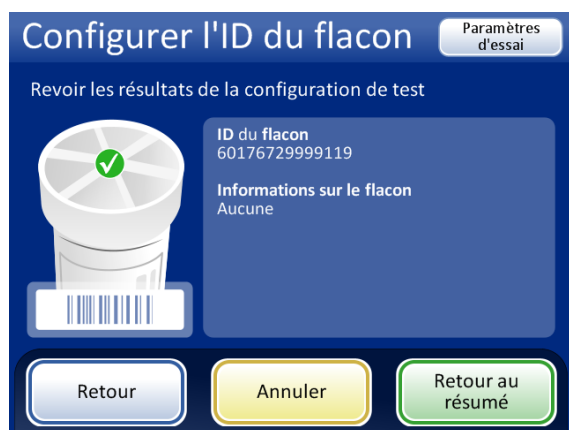 Configurer l'ID du flacon
Paramètres
d'essai
Revoir les résultats de la configuration de test
ID du flacon
60176729999119
Informations sur le flacon
Aucune
Retour
Annuler
Retour au
résumé